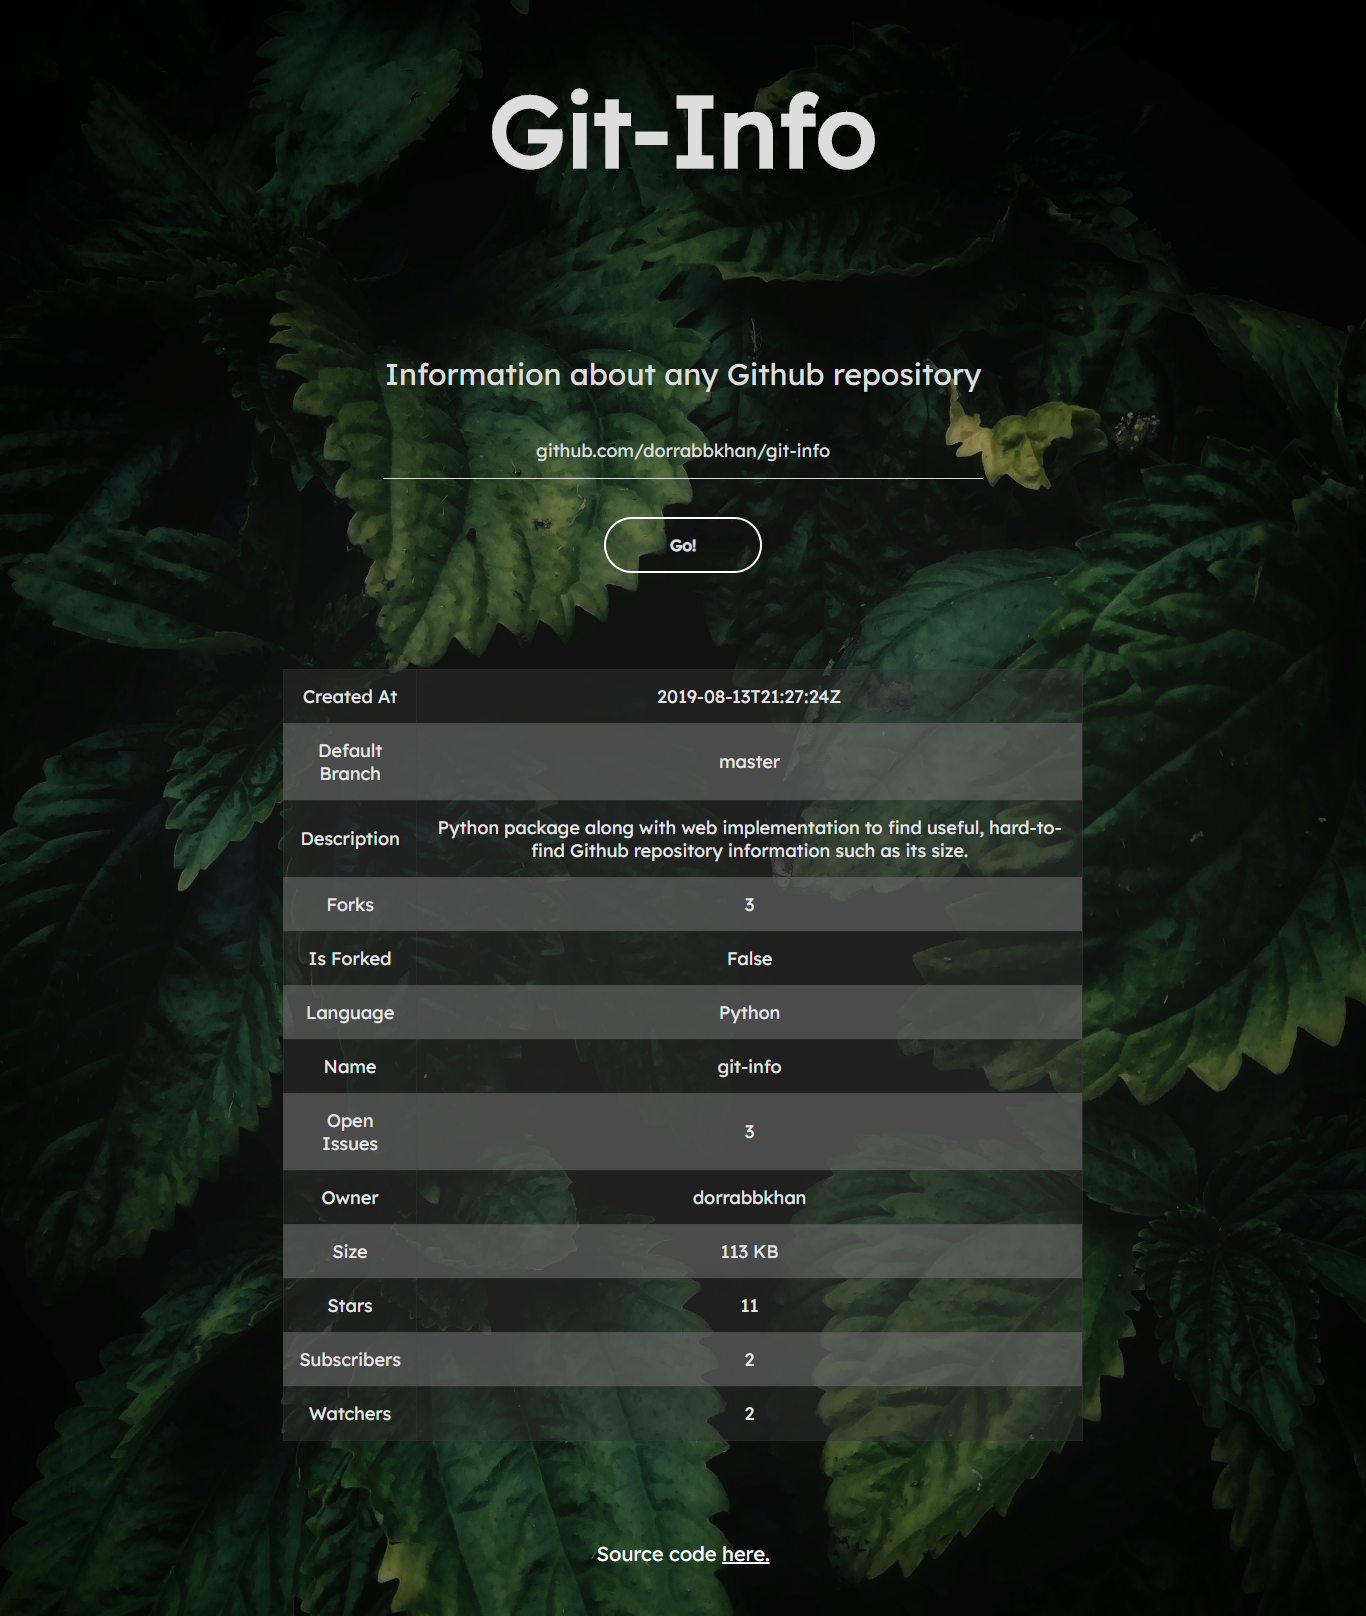 Git-Info
Information about any Github repository
github.com/dorrabbkhan/git-info
Go!
Created At 2019-08-13T21:27:24Z
Default
Branch
master
Description
Python package along with web implementation to find useful, hard-to-
find Github repository information such as its size.
Forks 3
Is Forked False
Language Python
Name git-info
Open
Issues
3
Owner dorrabbkhan
Size 113 KB
Stars 11
Subscribers 2
Watchers 2
Source code here.